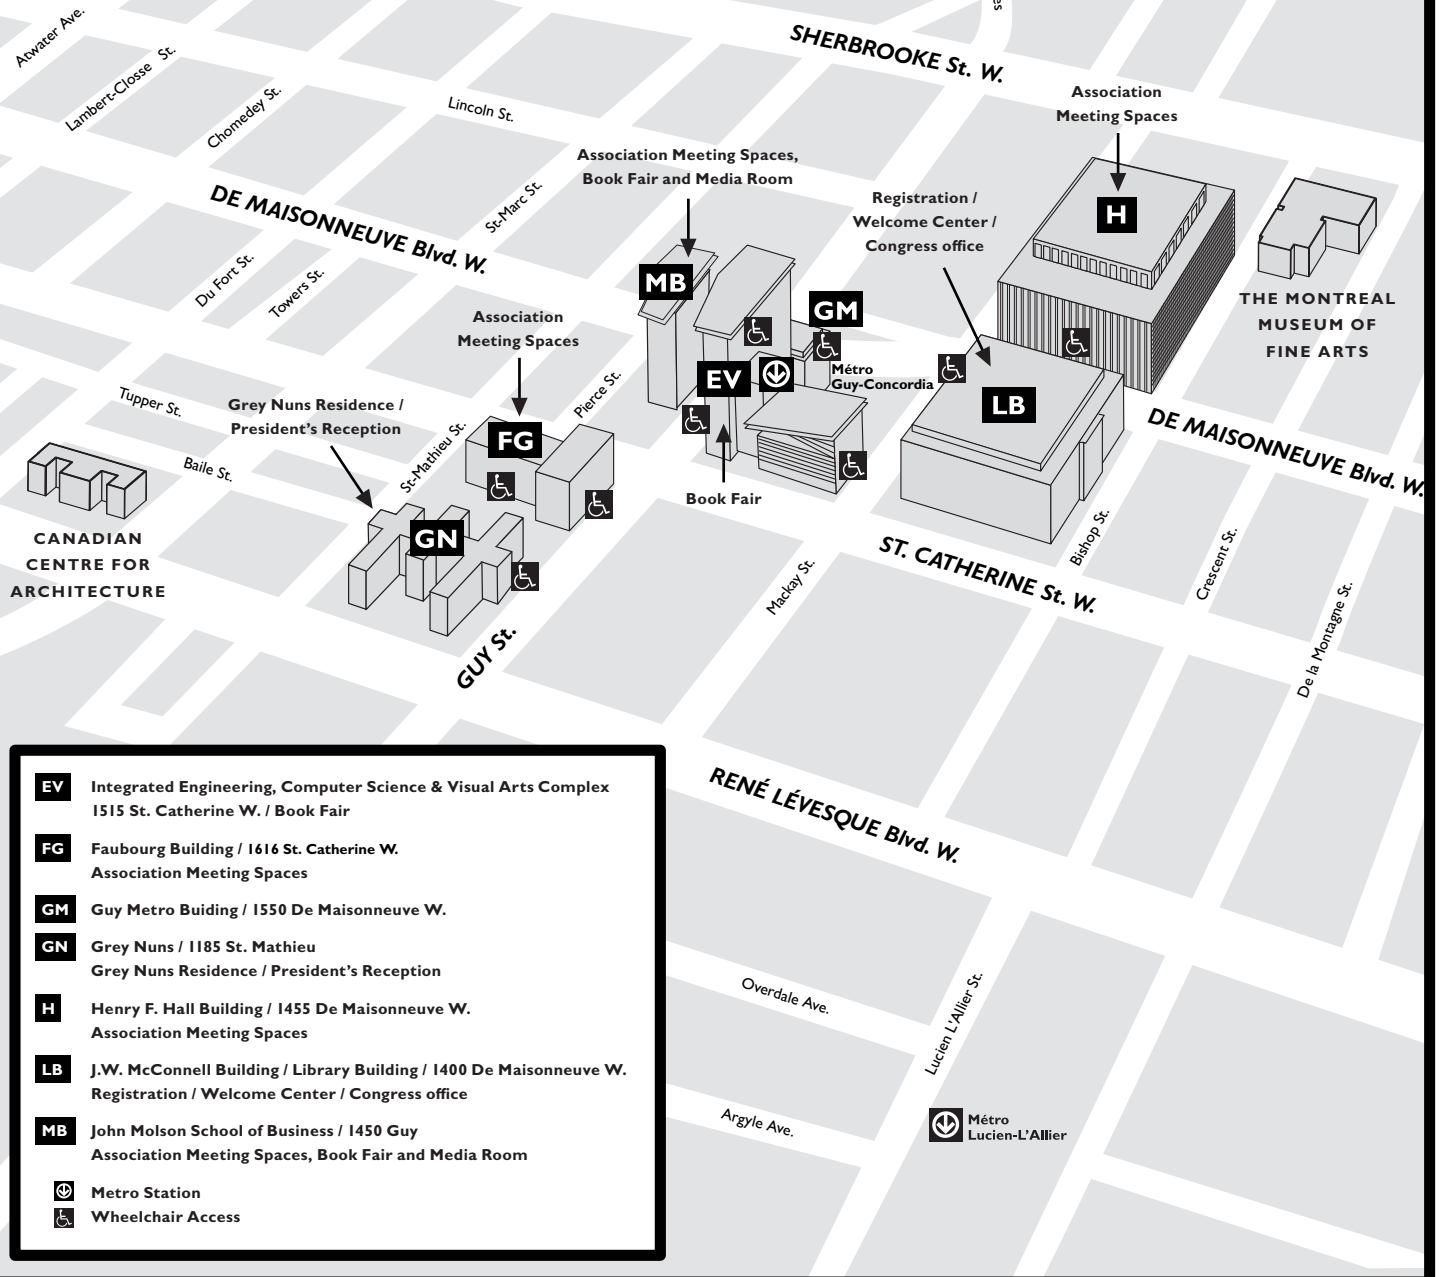 es
Atwater Ave.
SHERBROOKE St. W.
Lambert-Closse St.
Chomedey St.
Lincoln St.
Association
Meeting Spaces
Association Meeting Spaces,
Book Fair and Media Room
H
Registration /
Welcome Center /
Congress office
DE MAISONNEUVE Blvd. W.
St-Marc St.
Du Fort St.
Towers St.
MB
GM
THE MONTREAL
MUSEUM OF
FINE ARTS
Association
Meeting Spaces
Métro
Guy-Concordia
EV
LB
Pierce St.
Tupper St.
Grey Nuns Residence /
President's Reception
FG
St-Mathieu St.
DE MAISONNEUVE Blvd. W.
Baile St.
Book Fair
CANADIAN
CENTRE FOR
ARCHITECTURE
GN
Bishop St.
Crescent St.
ST. CATHERINE St. W.
Mackay St.
De la Montagne St.
GUY St.
RENÉ LÉVESQUE Blvd. W.
EV Integrated Engineering, Computer Science & Visual Arts Complex
1515 St. Catherine W. / Book Fair
FG Faubourg Building / 1616 St. Catherine W.
Association Meeting Spaces
GM Guy Metro Buiding / 1550 De Maisonneuve W.
GN Grey Nuns / 1185 St. Mathieu
Grey Nuns Residence / President's Reception
H Henry F. Hall Building / 1455 De Maisonneuve W.
Association Meeting Spaces
LB J.W. McConnell Building / Library Building / 1400 De Maisonneuve W.
Registration / Welcome Center / Congress office
MB John Molson School of Business / 1450 Guy
Association Meeting Spaces, Book Fair and Media Room
Metro Station
Wheelchair Access
Overdale Ave.
Lucien L'Allier St.
Argyle Ave.
Métro
Lucien-L'Allier